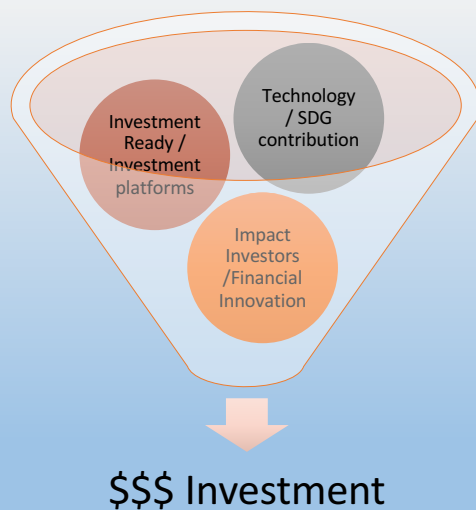 Investment
Ready /
Investment
platforms
Technology
/ SDG
contribution
Impact
Investors
/Financial
Innovation
$$$ Investment